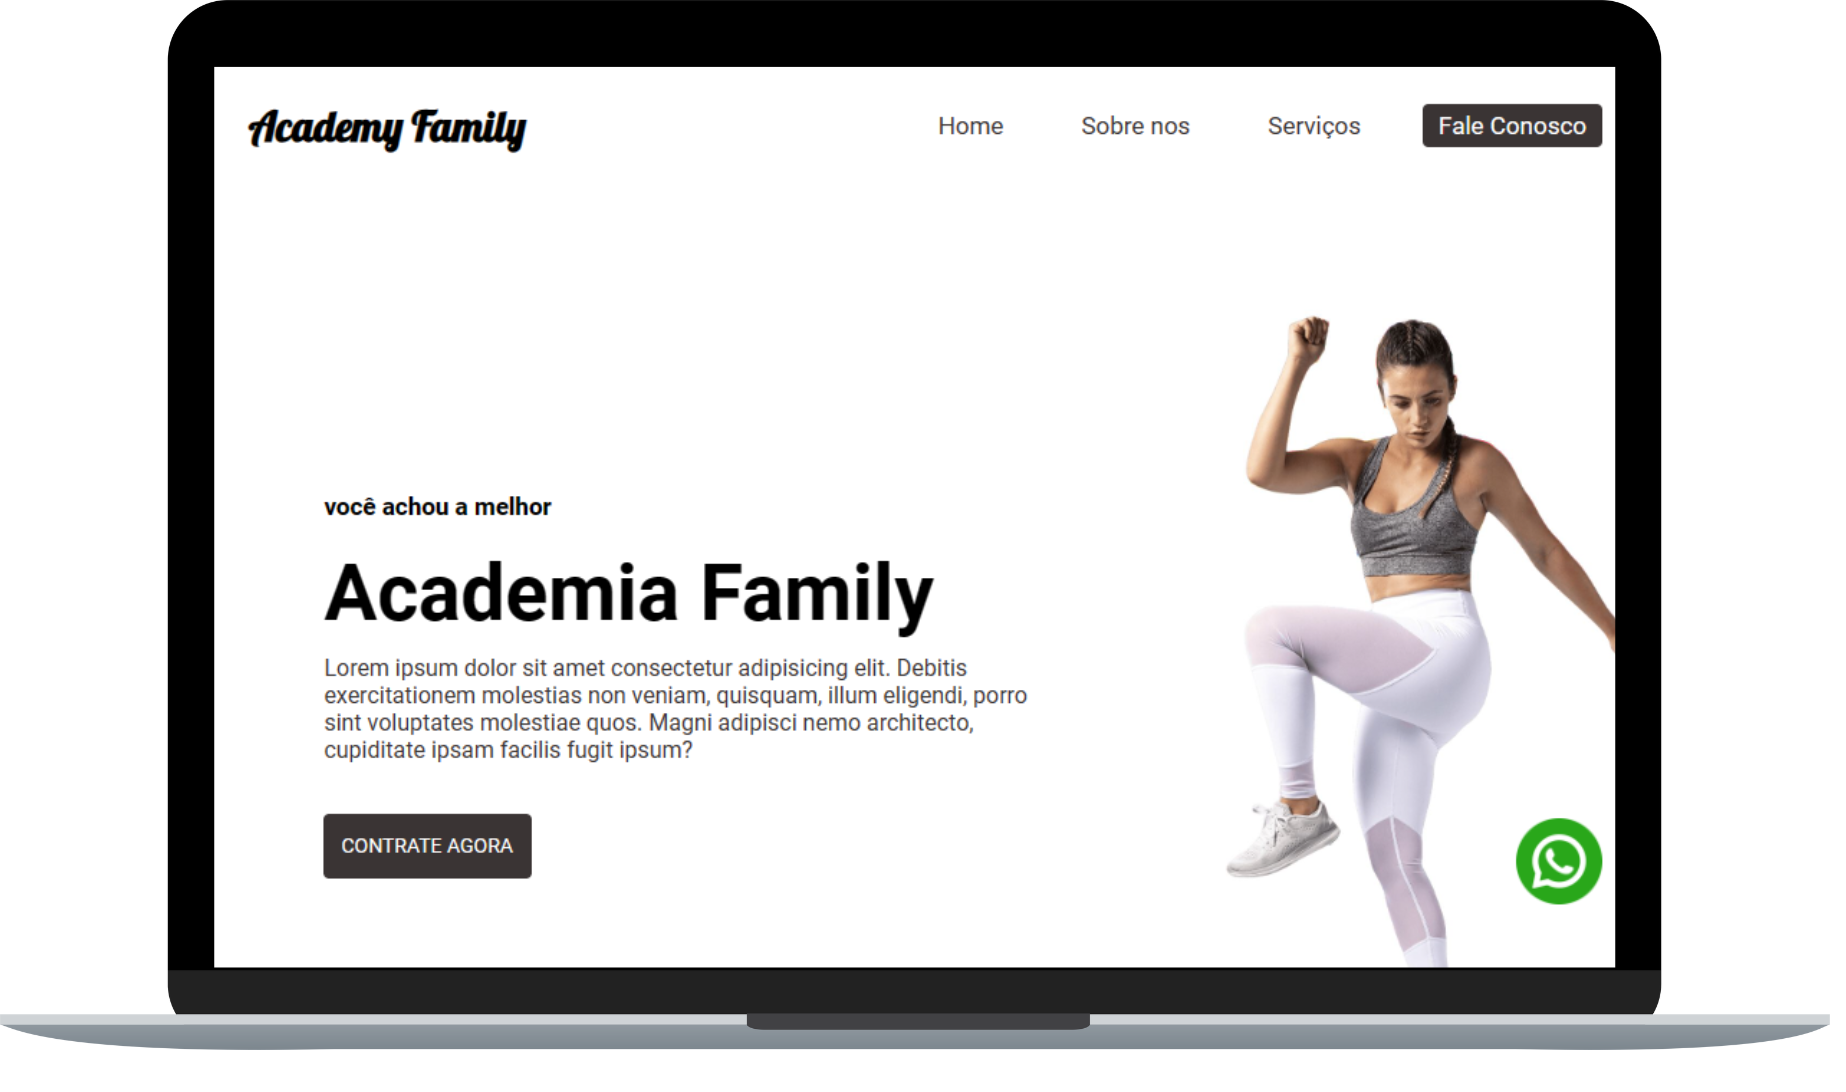 Academy Family
Home
Sobre nos
Serviços
Fale Conosco
você achou a melhor
Academia Family
Lorem ipsum dolor sit amet consectetur adipisicing elit. Debitis
exercitationem molestias non veniam, quisquam, illum eligendi, porro
sint voluptates molestiae quos. Magni adipisci nemo architecto,
cupiditate ipsam facilis fugit ipsum?
CONTRATE AGORA